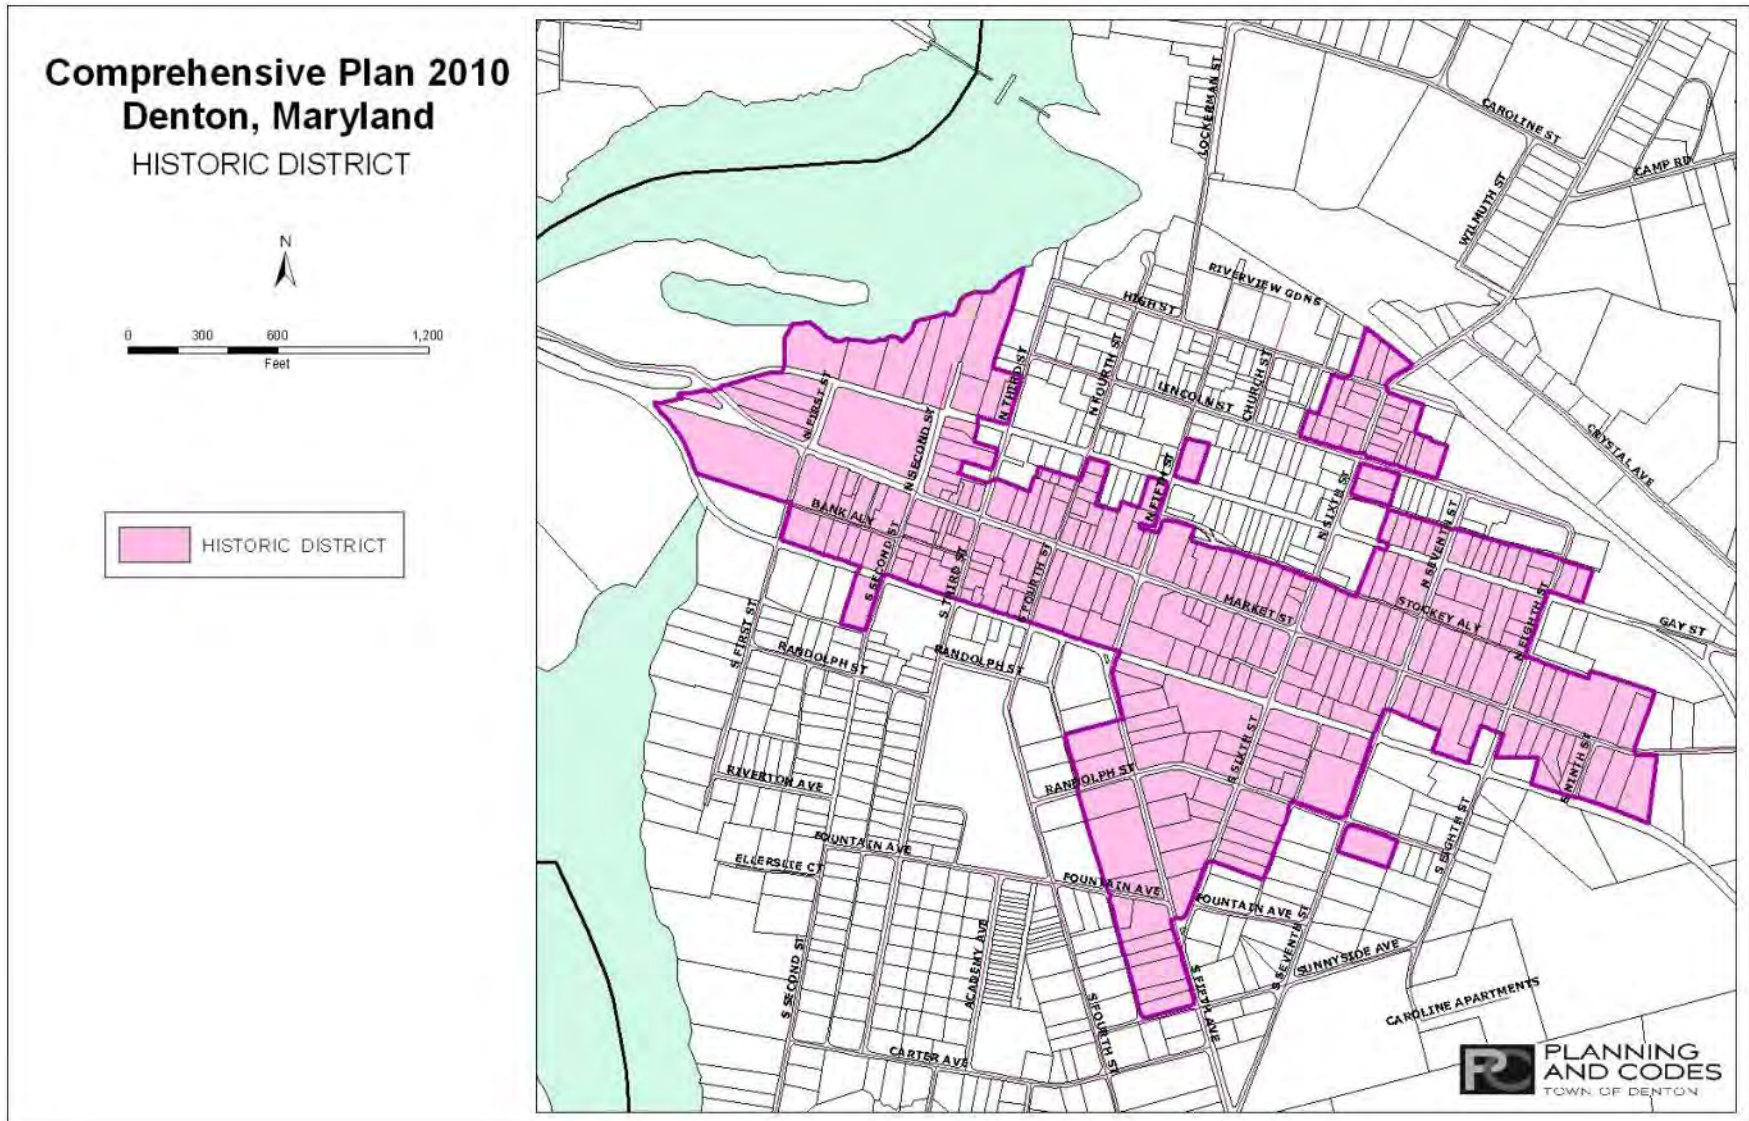 Comprehensive Plan 2010
Denton, Maryland
HISTORIC DISTRICT
N
0 300 600 1,200
Feet
HISTORIC DISTRICT
LOCKERMAN ST
CAROLINE ST
CAMP RD
WILMUTH ST
RIVERVIEW GDNS
HIGH ST
N THIRD ST
N FOURTH ST
LINCOLN ST
CHURCH ST
N FIRST ST
N SECOND ST
CRYSTAL AVE
N FIFTH ST
N SIXTH ST
N SEVENTH ST
BANK ALY
S SECOND ST
S THIRD ST
S FOURTH ST
MARKET ST
STOCKEY ALY
N EIGHTH ST
GAY ST
S FIRST ST
RANDOLPH ST
RANDOLPH ST
S SIXTH ST
RANDOLPH ST
S NINTH ST
RIVERTON AVE
S EIGHTH ST
FOUNTAIN AVE
ELLERSLIE CT
FOUNTAIN AVE
FOUNTAIN AVE
S SECOND ST
ACADEMY AVE
S SEVENTH ST
SUNNYSIDE AVE
S FOURTH ST
S FIFTH AVE
CAROLINE APARTMENTS
CARTER AVE
PC
PLANNING
AND CODES
TOWN OF DENTON